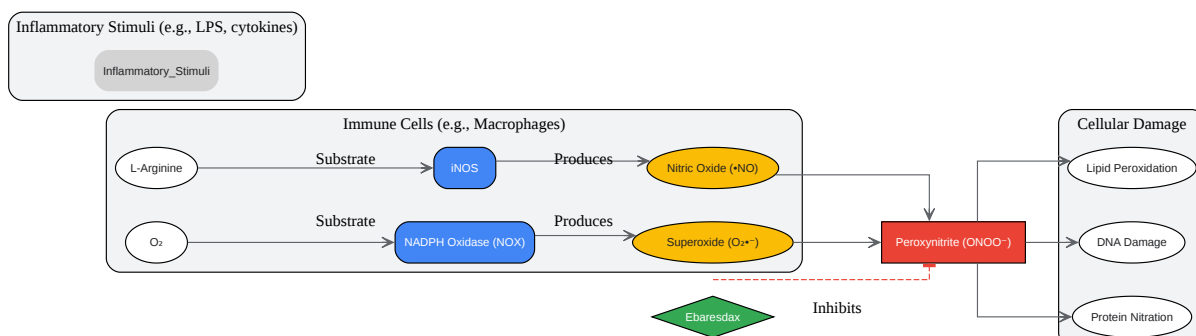 Inflammatory Stimuli (e.g., LPS, cytokines)
Inflammatory_Stimuli
Immune Cells (e.g., Macrophages)
Cellular Damage
L-Arginine
Substrate
iNOS
Produces
Nitric Oxide (•NO)
Lipid Peroxidation
O₂
Substrate
NADPH Oxidase (NOX)
Produces
Superoxide (O₂•⁻)
Peroxynitrite (ONOO⁻)
DNA Damage
Ebaresdax
Inhibits
Protein Nitration